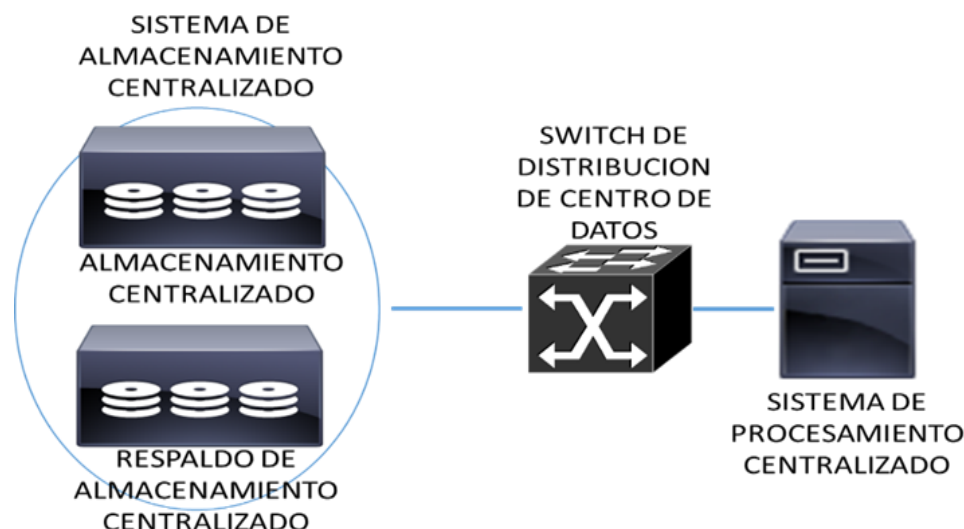 SISTEMA DE
ALMACENAMIENTO
CENTRALIZADO
ALMACENAMIENTO
CENTRALIZADO
RESPALDO DE
ALMACENAMIENTO
CENTRALIZADO
SWITCH DE
DISTRIBUCION
DE CENTRO DE
DATOS
SISTEMA DE
PROCESAMIENTO
CENTRALIZADO